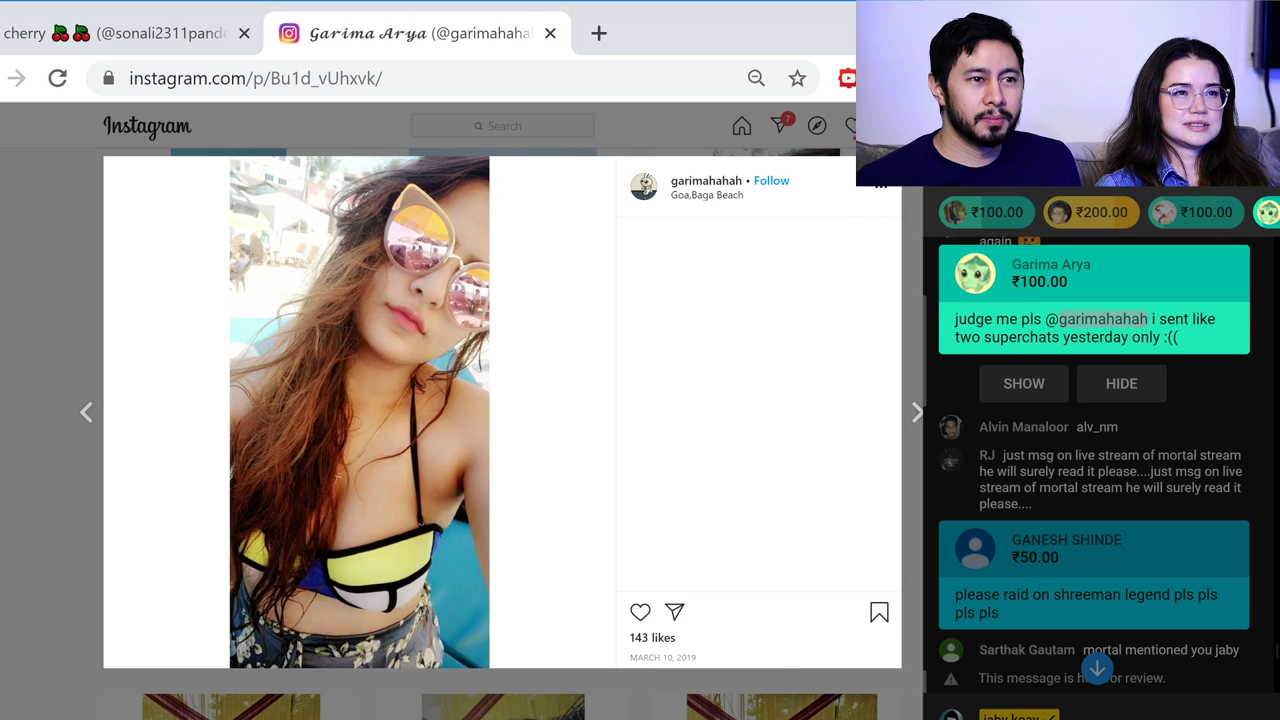 cherry 🍒🍒 (@sonali2311pand
𝓖𝓪𝓻𝓲𝓶𝓪 𝓐𝓻𝔂𝓪 (@garimahaha
instagram.com/p/Bu1d_vUhxvk/
Instagram
Search
7
garimahahah • Follow
Goa,Baga Beach
143 likes
MARCH 10, 2019
₹100.00 ₹200.00 ₹100.00
again
Garima Arya
₹100.00
judge me pls @garimahahah i sent like
two superchats yesterday only :((
SHOW HIDE
Alvin Manaloor alv_nm
RJ just msg on live stream of mortal stream
he will surely read it please....just msg on live
stream of mortal stream he will surely read it
please....
GANESH SHINDE
₹50.00
please raid on shreeman legend pls pls
pls pls
Sarthak Gautam mortal mentioned you jaby
This message is for review.
jaby koay